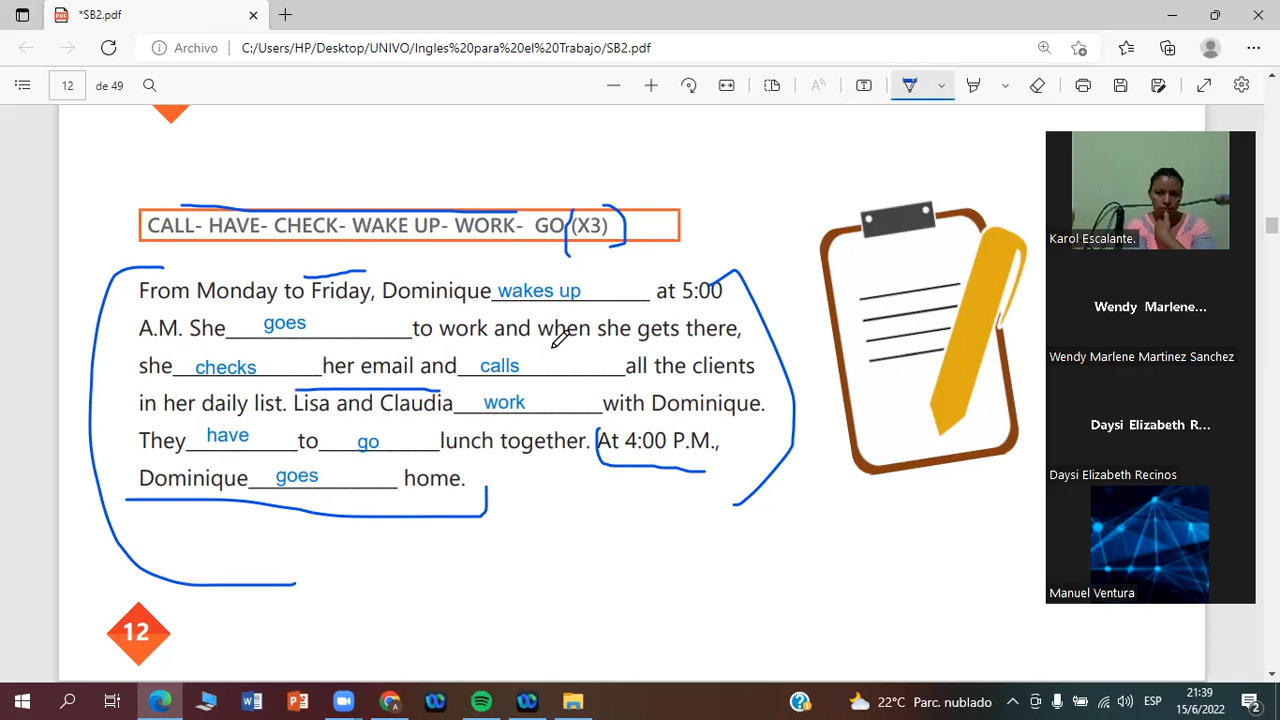 *SB2.pdf
Archivo C:/Users/HP/Desktop/UNIVO/Ingles%20para%20el%20Trabajo/SB2.pdf
12 de 49
CALL- HAVE- CHECK- WAKE UP- WORK- GO (X3)
From Monday to Friday, Dominique wakes up at 5:00
A.M. She goes to work and when she gets there,
she checks her email and calls all the clients
in her daily list. Lisa and Claudia work with Dominique.
They have to go lunch together. At 4:00 P.M.,
Dominique goes home.
12
Karol Escalante.
Wendy Marlene...
Wendy Marlene Martinez Sanchez
Daysi Elizabeth R...
Daysi Elizabeth Recinos
Manuel Ventura
22°C Parc. nublado
ESP
21:39
15/6/2022
2